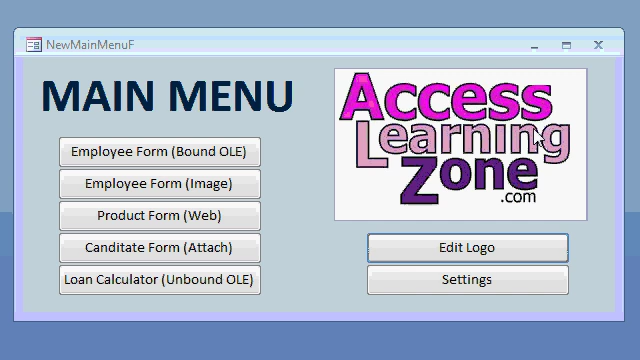 NewMainMenuF
MAIN MENU
Employee Form (Bound OLE)
Employee Form (Image)
Product Form (Web)
Canditate Form (Attach)
Loan Calculator (Unbound OLE)
Access
Learning
Zone
.com
Edit Logo
Settings